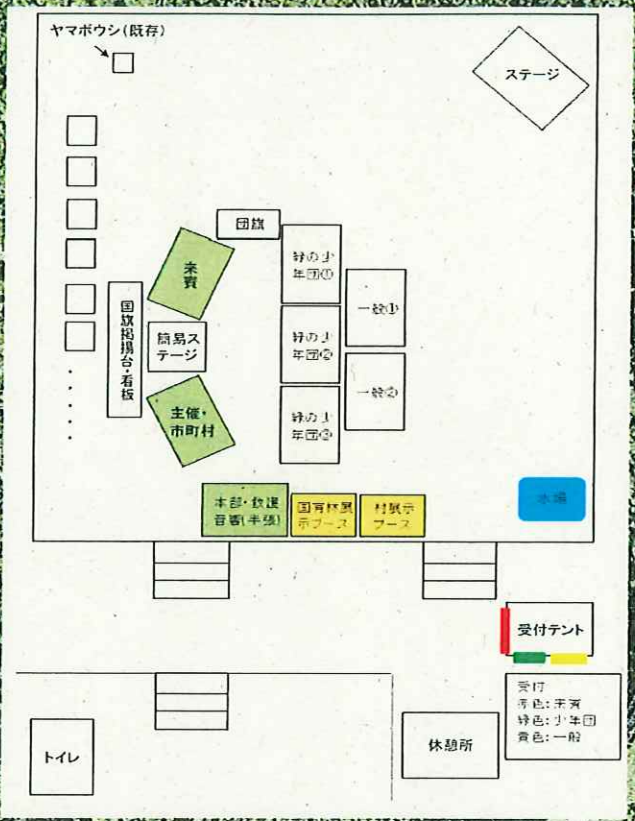 ヤマボウシ(既存)
ステージ
団旗
来賓
緑の少
年団①
一般①
国旗掲揚台・看板
簡易ス
テージ
緑の少
年団②
一般②
主催・
市町村
緑の少
年団③
本部・救護
音響(半張)
国有林展
示ブース
村展示
ブース
水場
受付テント
受付
赤色:来賓
緑色:少年団
黄色:一般
休憩所
トイレ